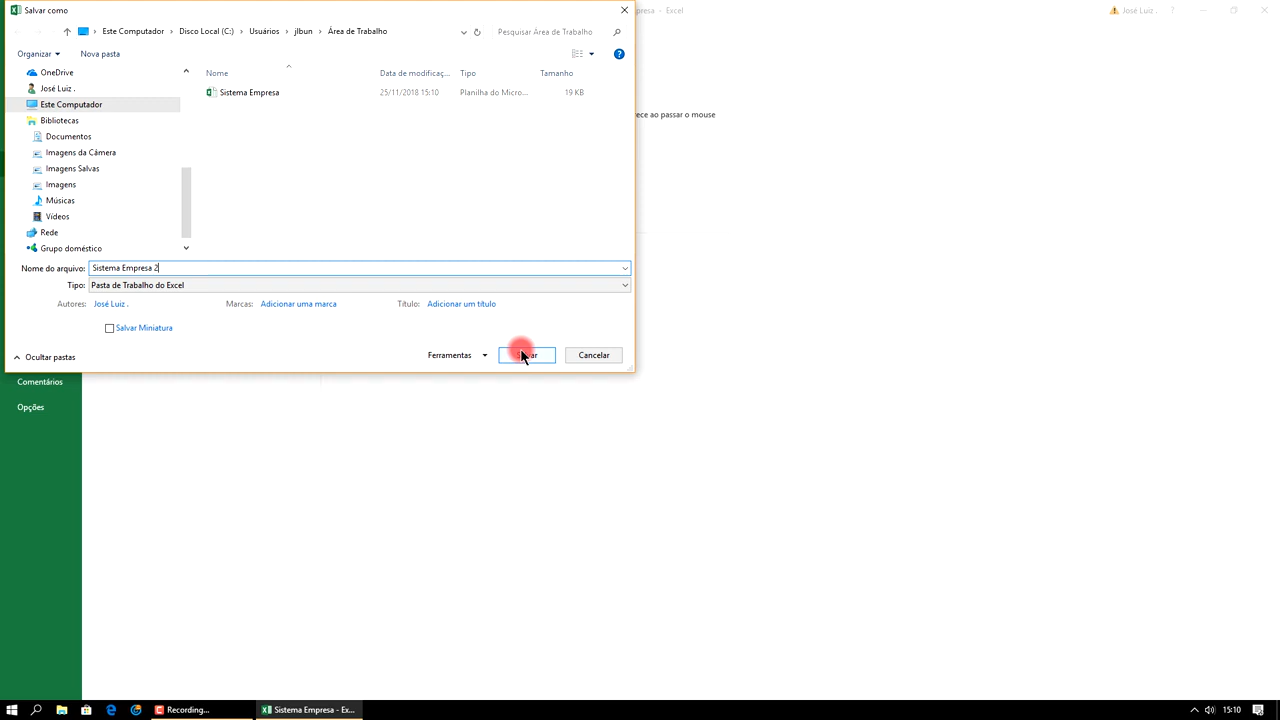 Salvar como
presa - Excel
José Luiz .
Este Computador > Disco Local (C:) > Usuários > jlbun > Área de Trabalho
Pesquisar Área de Trabalho
Organizar
Nova pasta
OneDrive
José Luiz .
Este Computador
Bibliotecas
Documentos
Imagens da Câmera
Imagens Salvas
Imagens
Músicas
Vídeos
Rede
Grupo doméstico
Nome
Data de modificaç...
Tipo
Tamanho
Sistema Empresa
25/11/2018 15:10
Planilha do Micro...
19 KB
ece ao passar o mouse
Nome do arquivo: Sistema Empresa 2
Tipo: Pasta de Trabalho do Excel
Autores: José Luiz .
Marcas: Adicionar uma marca
Título: Adicionar um título
Salvar Miniatura
Ocultar pastas
Ferramentas
Cancelar
Comentários
Opções
Recording...
Sistema Empresa - Ex...
15:10